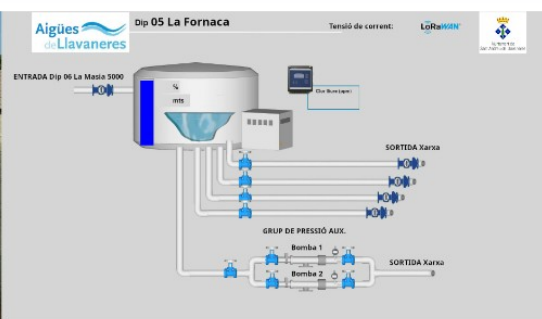 Aigües
de Llavaneres
Dip 05 La Fornaca
Tensió de corrent:
LoRaWAN
ENTRADA Dip 06 La Masia 5000
%
mts
SORTIDA Xarxa
GRUP DE PRESSIÓ AUX.
Bomba 1
SORTIDA Xarxa
Bomba 2